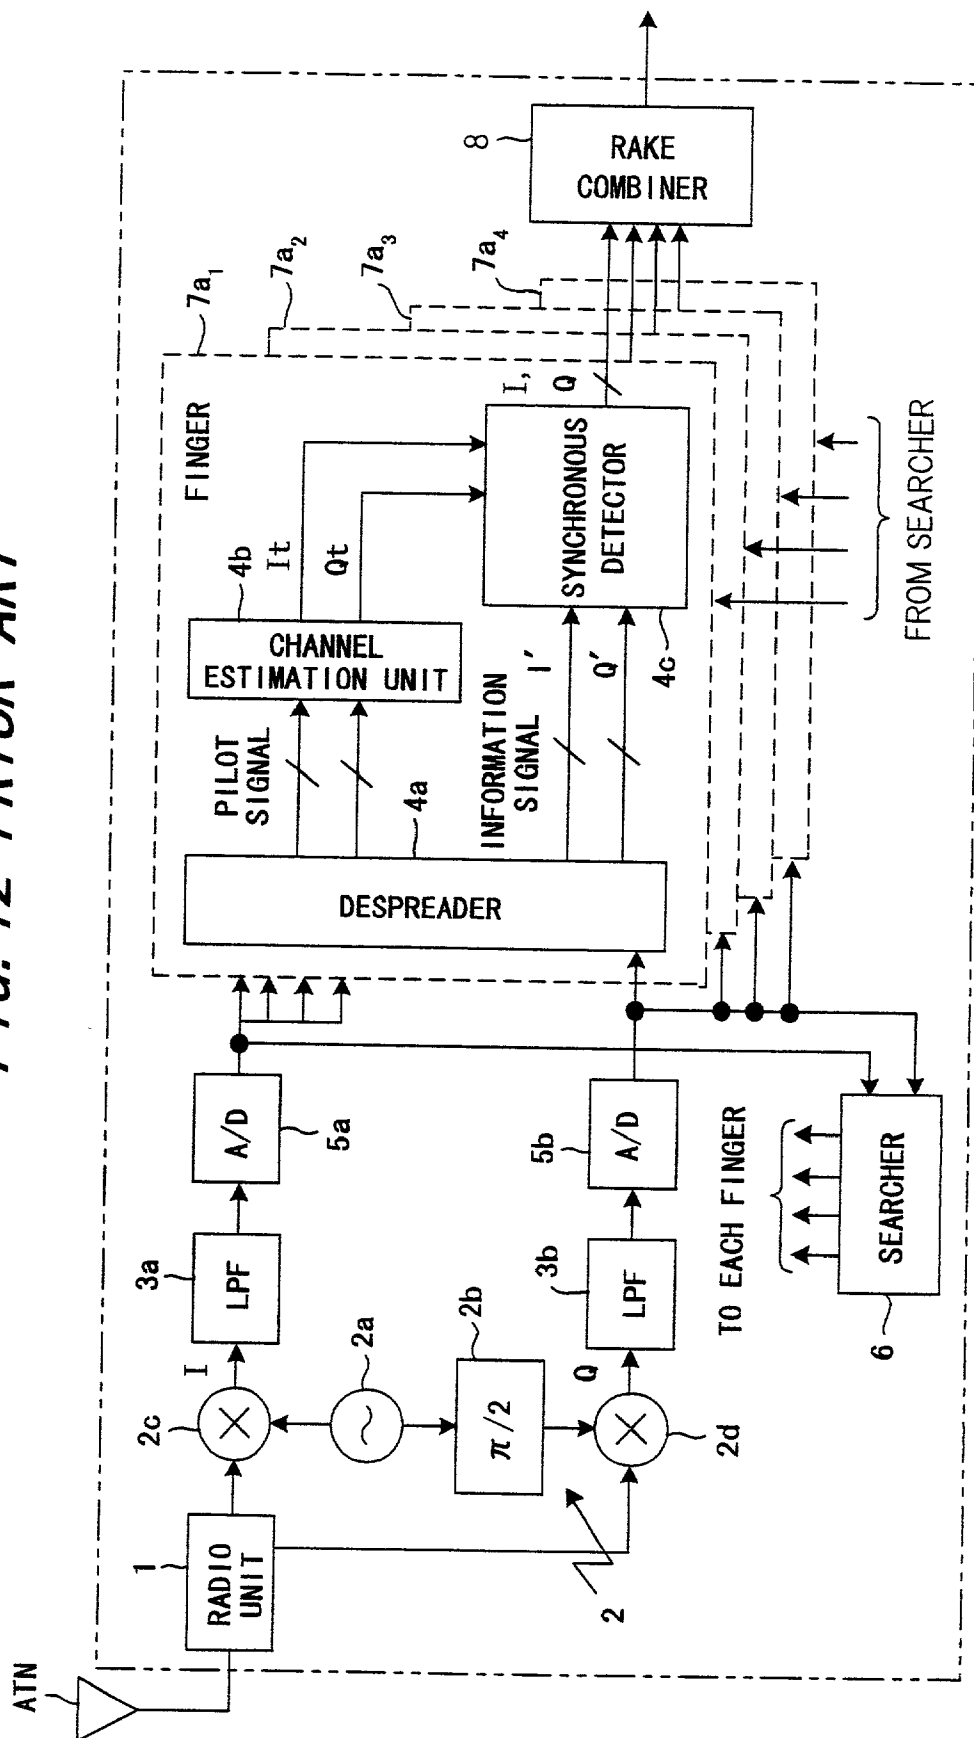 FIG. 12 PRIOR ART
ATN
1
RADIO
UNIT
2
2c
I
2a
2b
π/2
Q
2d
3a
LPF
3b
LPF
5a
A/D
5b
A/D
6
SEARCHER
TO EACH FINGER
FINGER
7a1
7a2
7a3
7a4
DESPREADER
4a
PILOT
SIGNAL
INFORMATION
SIGNAL
I'
Q'
4b
CHANNEL
ESTIMATION UNIT
It
Qt
4c
SYNCHRONOUS
DETECTOR
I,
Q
FROM SEARCHER
8
RAKE
COMBINER